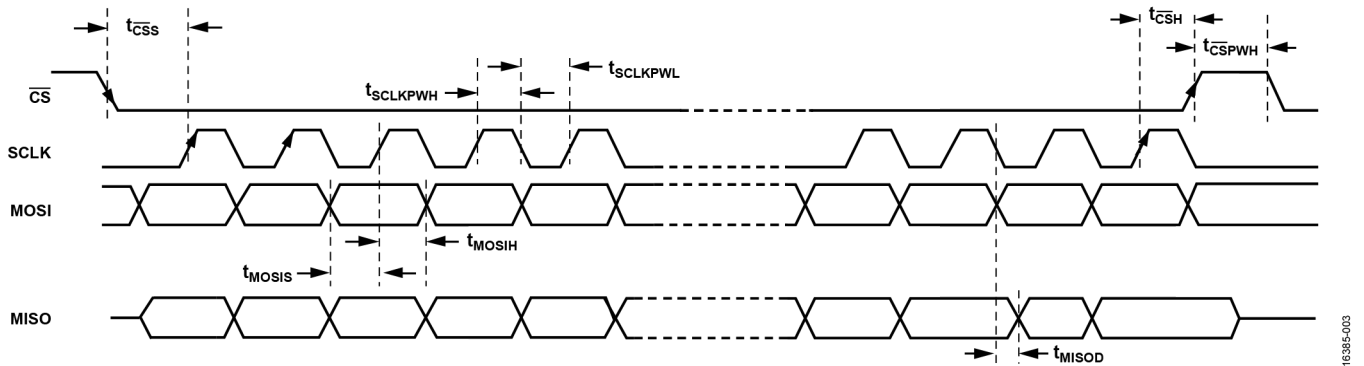 tCSS
tCSH
tCSPWH
tSCLKPWL
tSCLKPWH
CS
SCLK
MOSI
tMOSIH
tMOSIS
MISO
tMISOD
16385-003